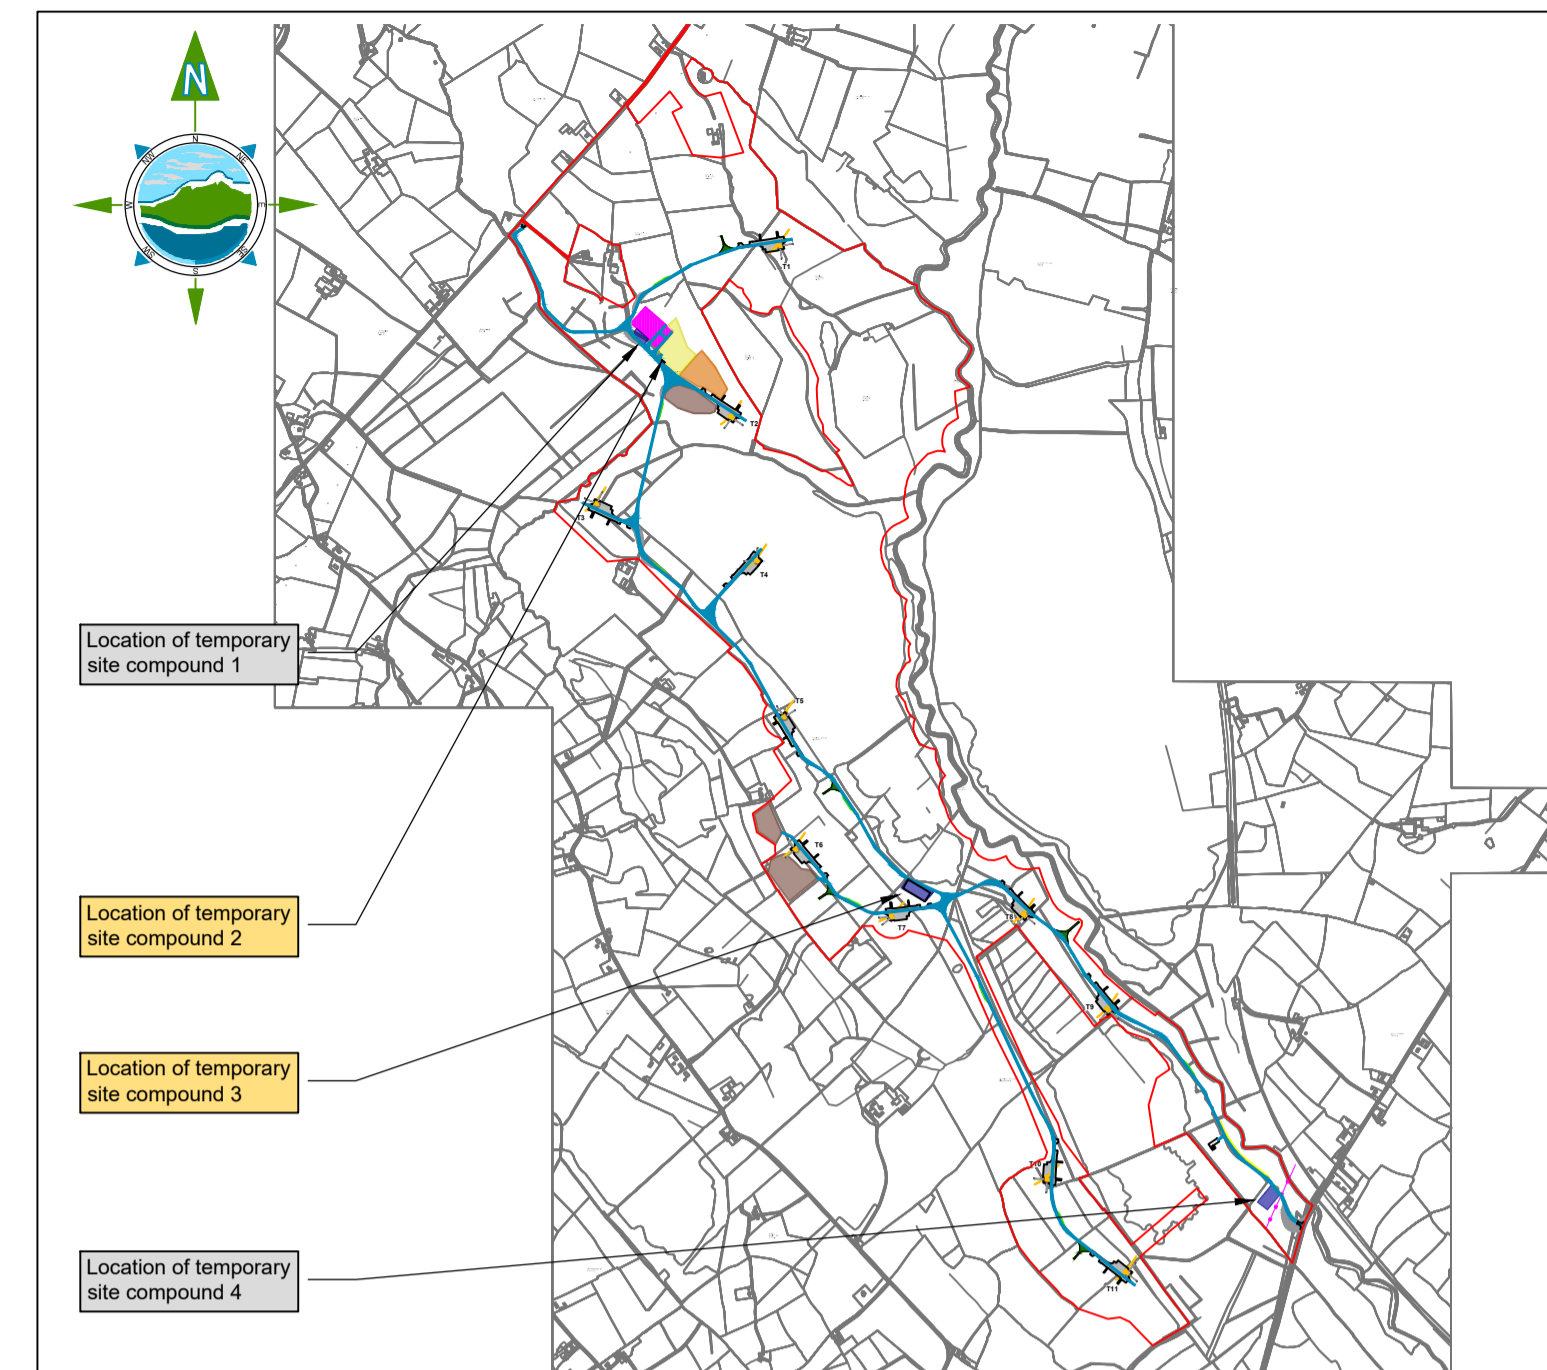 N
N
NW
NE
W
E
SW
SE
S
T1
T2
T3
T4
Location of temporary
site compound 1
T5
T6
Location of temporary
site compound 2
T7
T8
T9
Location of temporary
site compound 3
T10
Location of temporary
site compound 4
T11